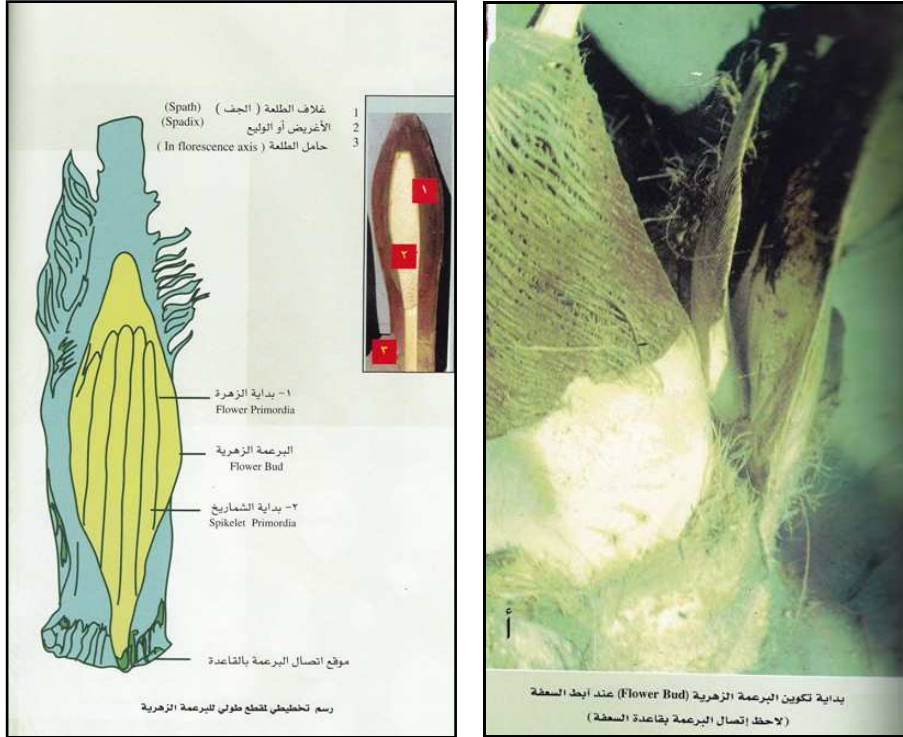 1 غلاف الطلعة ( الجف ) (Spath)
2 الأغريض أو الوليع (Spadix)
3 حامل الطلعة ( In florescence axis )
١
٢
٣
١- بداية الزهرة
Flower Primordia
البرعمة الزهرية
Flower Bud
٢- بداية الشماريخ
Spikelet Primordia
موقع اتصال البرعمة بالقاعدة
رسم تخطيطي لمقطع طولي للبرعمة الزهرية
أ
بداية تكوين البرعمة الزهرية (Flower Bud) عند أبط السعفة
( لاحظ إتصال البرعمة بقاعدة السعفة )